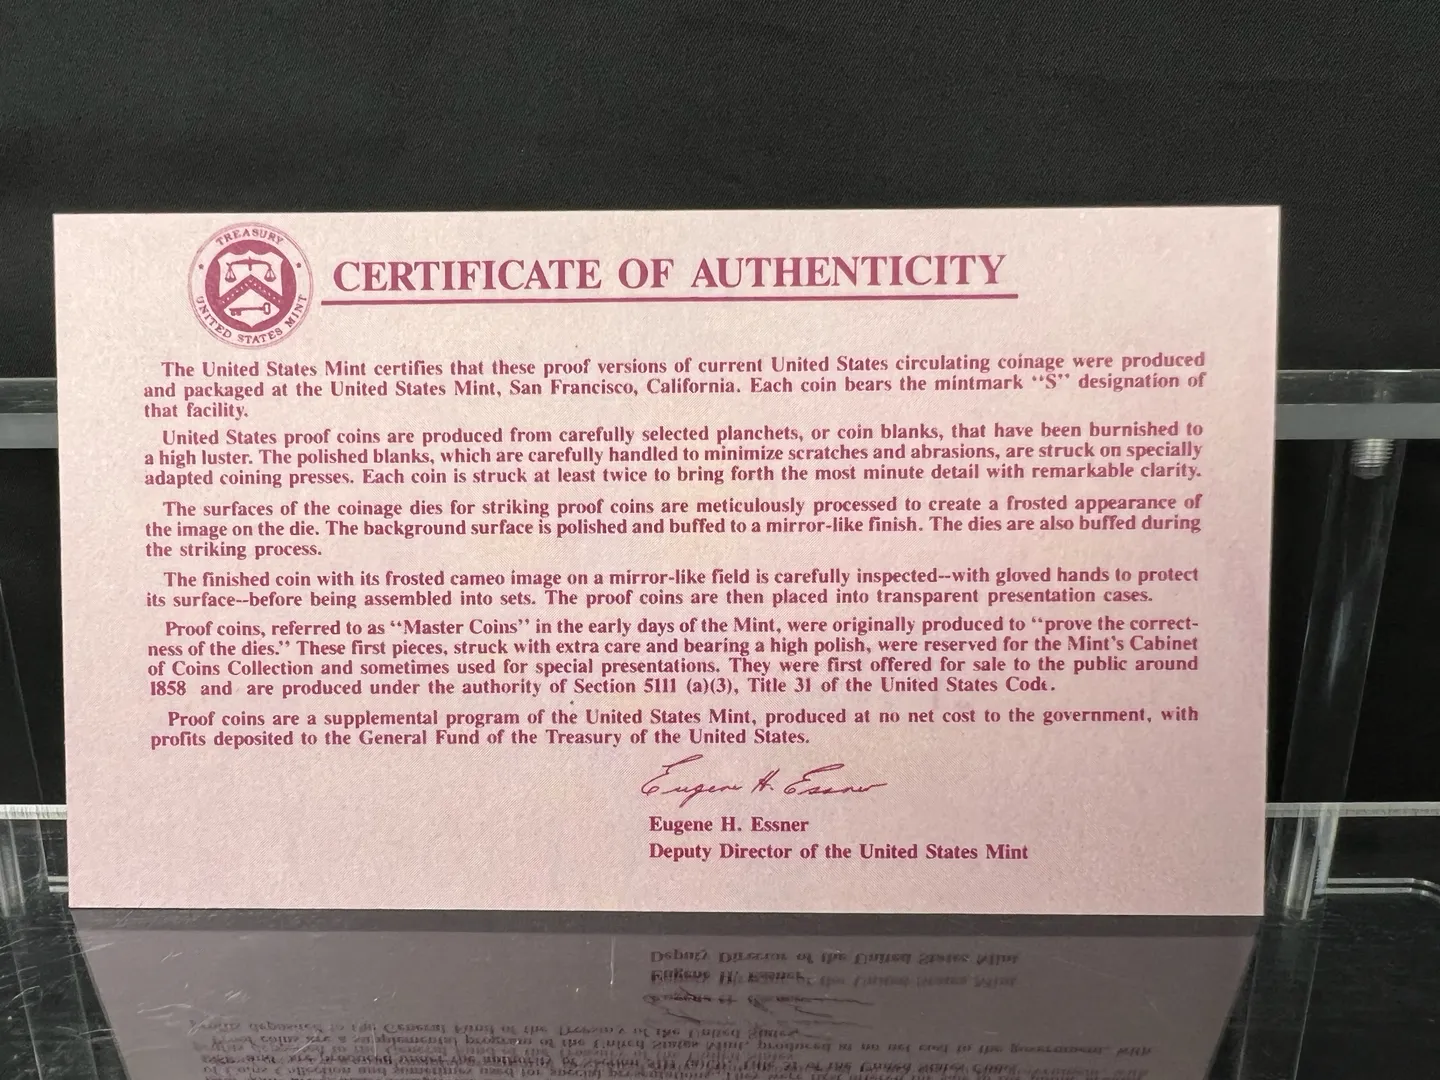 TREASURY
UNITED STATES MINT
CERTIFICATE OF AUTHENTICITY
The United States Mint certifies that these proof versions of current United States circulating coinage were produced
and packaged at the United States Mint, San Francisco, California. Each coin bears the mintmark "S" designation of
that facility.
United States proof coins are produced from carefully selected planchets, or coin blanks, that have been burnished to
a high luster. The polished blanks, which are carefully handled to minimize scratches and abrasions, are struck on specially
adapted coining presses. Each coin is struck at least twice to bring forth the most minute detail with remarkable clarity.
The surfaces of the coinage dies for striking proof coins are meticulously processed to create a frosted appearance of
the image on the die. The background surface is polished and buffed to a mirror-like finish. The dies are also buffed during
the striking process.
The finished coin with its frosted cameo image on a mirror-like field is carefully inspected--with gloved hands to protect
its surface--before being assembled into sets. The proof coins are then placed into transparent presentation cases.
Proof coins, referred to as "Master Coins" in the early days of the Mint, were originally produced to "prove the correct-
ness of the dies." These first pieces, struck with extra care and bearing a high polish, were reserved for the Mint's Cabinet
of Coins Collection and sometimes used for special presentations. They were first offered for sale to the public around
1858 and are produced under the authority of Section 5111 (a)(3), Title 31 of the United States Code.
Proof coins are a supplemental program of the United States Mint, produced at no net cost to the government, with
profits deposited to the General Fund of the Treasury of the United States.
Eugene H. Essner
Eugene H. Essner
Deputy Director of the United States Mint